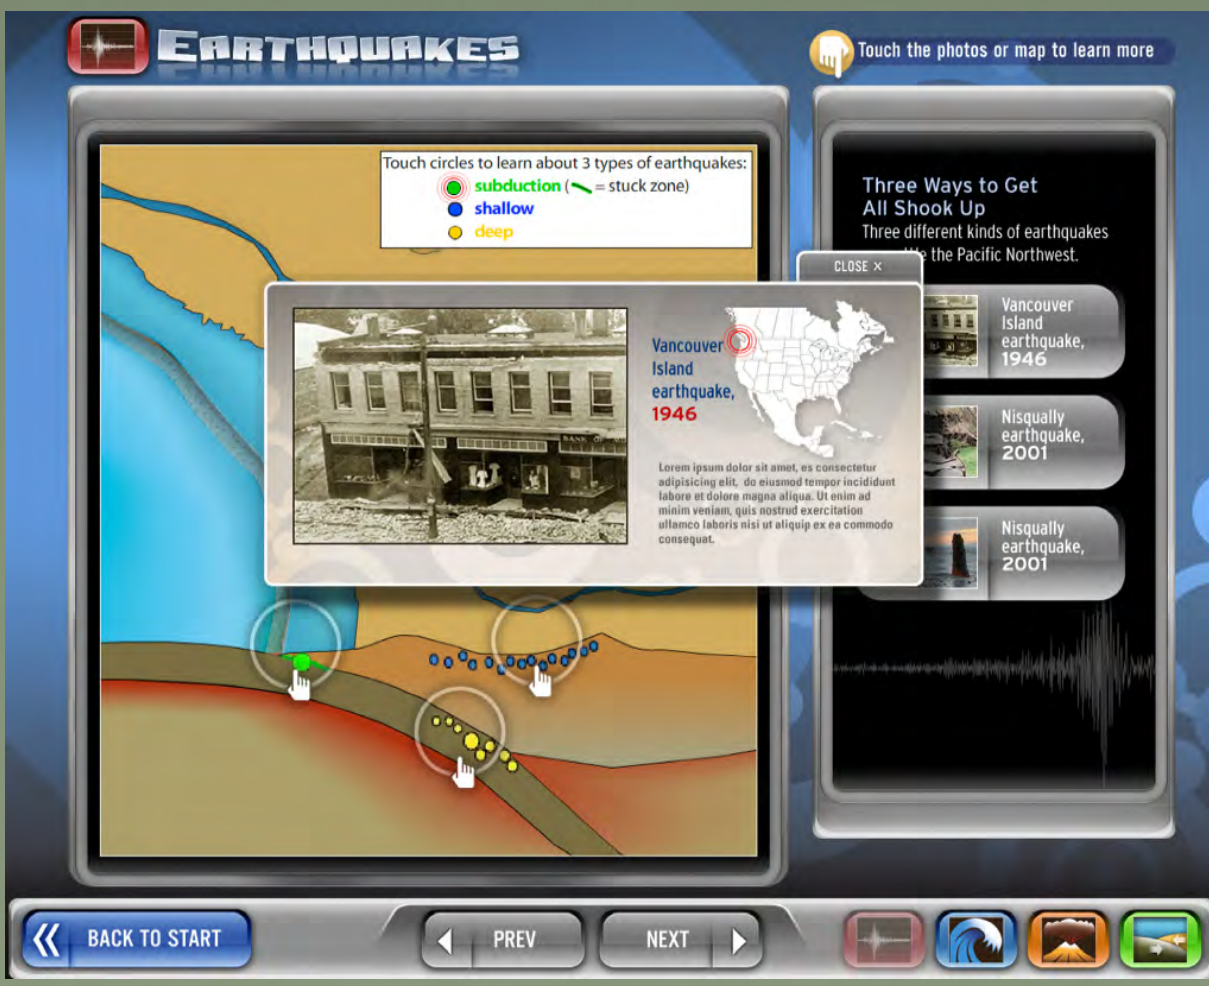 EARTHQUAKES
Touch the photos or map to learn more
Touch circles to learn about 3 types of earthquakes:
subduction ( = stuck zone)
shallow
deep
Three Ways to Get
All Shook Up
Three different kinds of earthquakes
the Pacific Northwest.
CLOSE ×
Vancouver
Island
earthquake,
1946
Lorem ipsum dolor sit amet, es consectetur
adipisicing elit, do eiusmod tempor incididunt
labore et dolore magna aliqua. Ut enim ad
minim veniam, quis nostrud exercitation
ullamco laboris nisi ut aliquip ex ea commodo
consequat.
BANK OF
Vancouver
Island
earthquake,
1946
Nisqually
earthquake,
2001
Nisqually
earthquake,
2001
BACK TO START
PREV
NEXT